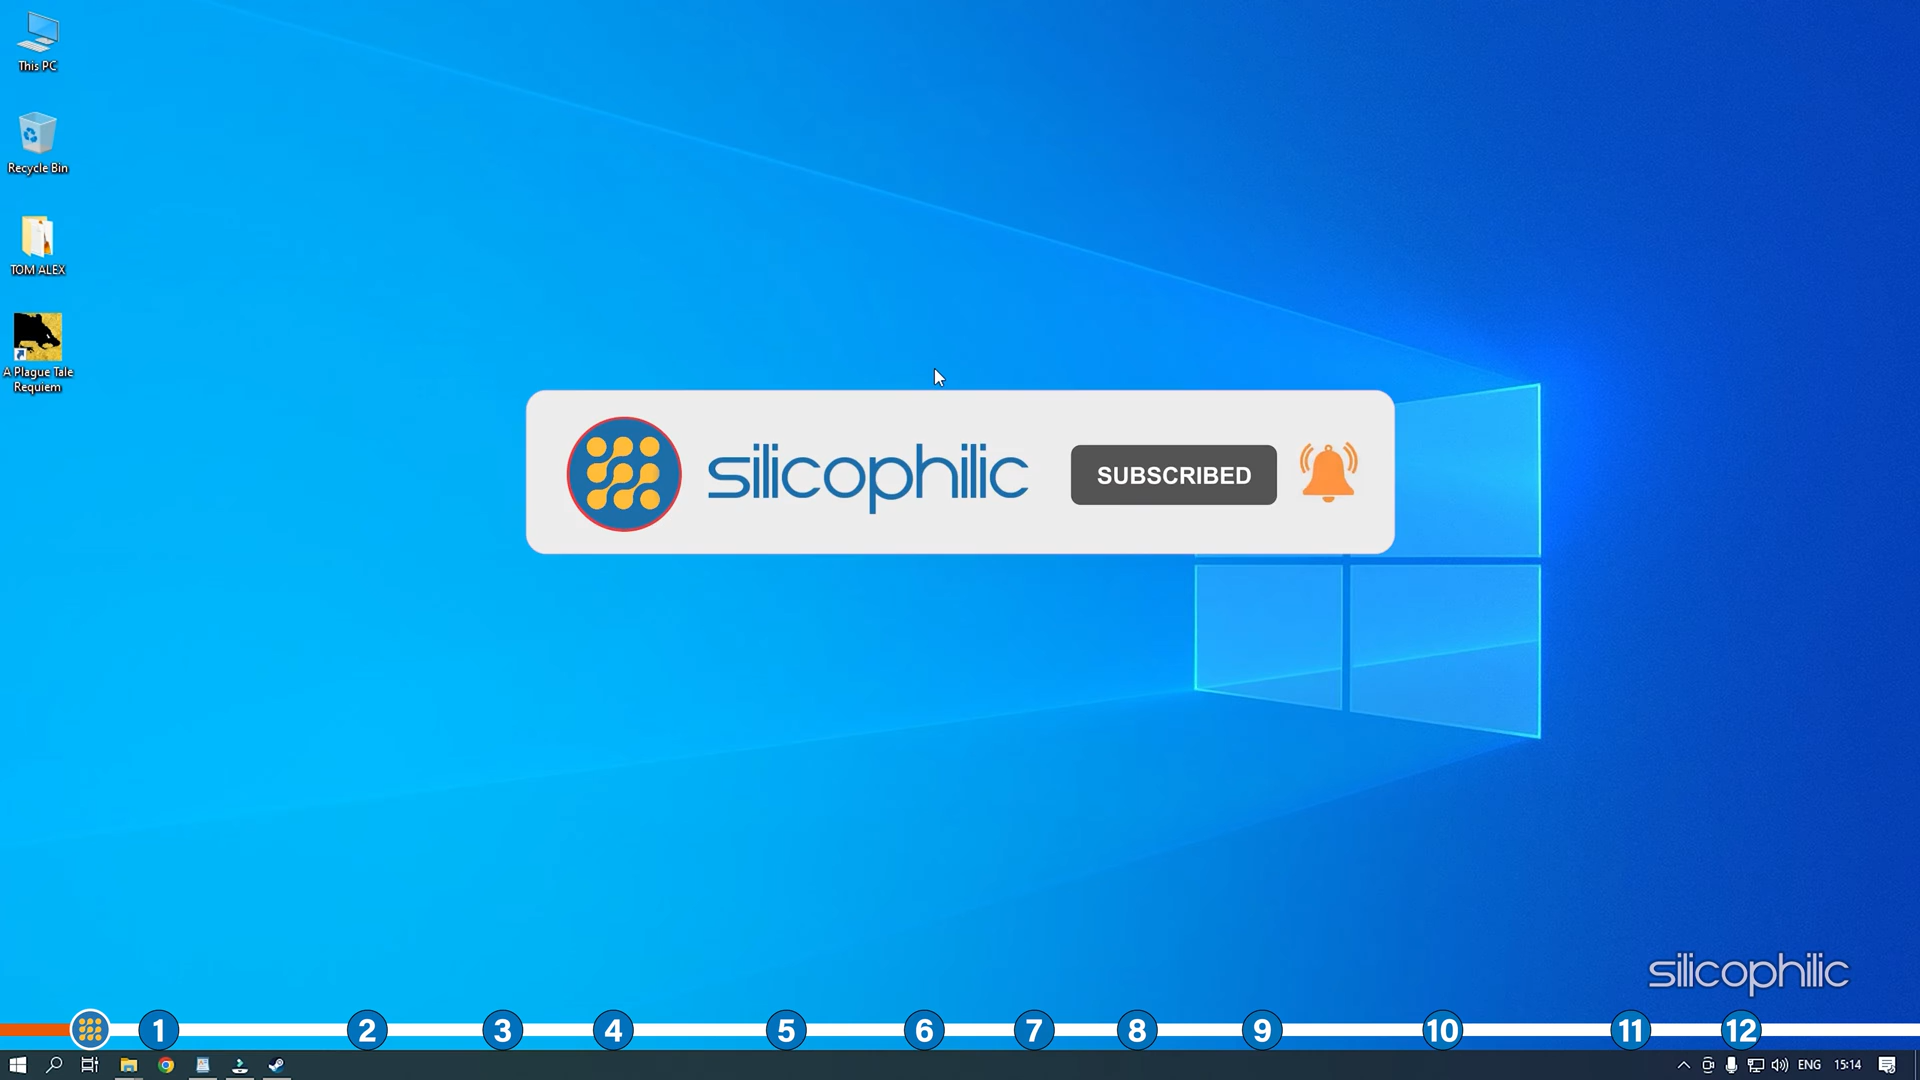 This PC
Recycle Bin
TOM ALEX
A Plague Tale
Requiem
silicophilic
SUBSCRIBED
silicophilic
1 2 3 4 5 6 7 8 9 10 11 12
ENG 15:14